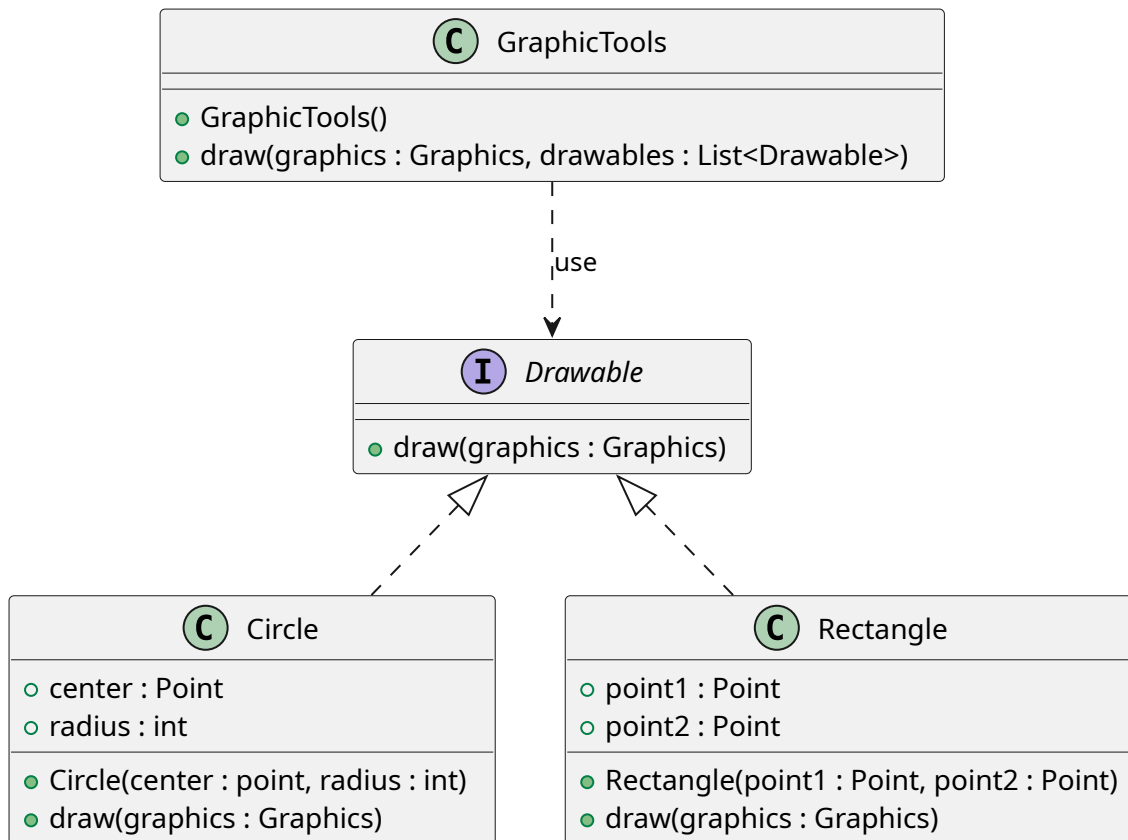 C GraphicTools
GraphicTools()
draw(graphics : Graphics, drawables : List<Drawable>)
use
I Drawable
draw(graphics : Graphics)
C Circle
center : Point
radius : int
Circle(center : point, radius : int)
draw(graphics : Graphics)
C Rectangle
point1 : Point
point2 : Point
Rectangle(point1 : Point, point2 : Point)
draw(graphics : Graphics)